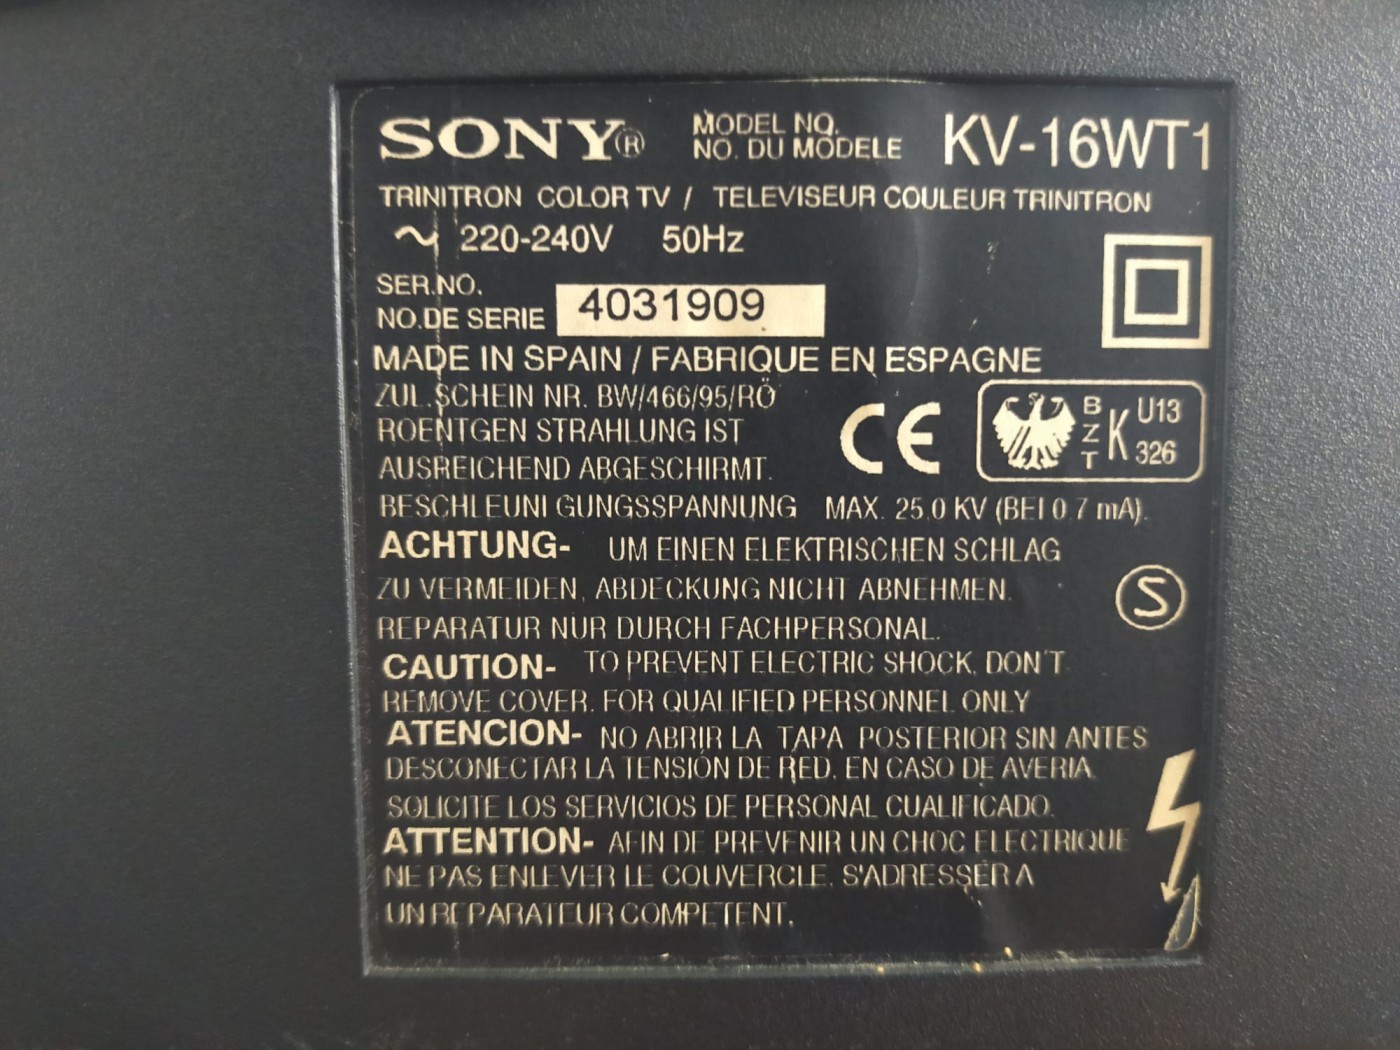 SONY®
MODEL NO.
NO. DU MODELE
KV-16WT1
TRINITRON COLOR TV / TELEVISEUR COULEUR TRINITRON
~ 220-240V 50Hz
SER.NO.
NO.DE SERIE
4031909
MADE IN SPAIN / FABRIQUE EN ESPAGNE
ZUL.SCHEIN NR. BW/466/95/RÖ
ROENTGEN STRAHLUNG IST
AUSREICHEND ABGESCHIRMT.
CE
BZT K U13 326
BESCHLEUNI GUNGSSPANNUNG MAX. 25.0 KV (BEI 0.7 mA).
ACHTUNG- UM EINEN ELEKTRISCHEN SCHLAG
ZU VERMEIDEN, ABDECKUNG NICHT ABNEHMEN.
REPARATUR NUR DURCH FACHPERSONAL.
S
CAUTION- TO PREVENT ELECTRIC SHOCK, DON'T
REMOVE COVER. FOR QUALIFIED PERSONNEL ONLY
ATENCION- NO ABRIR LA TAPA POSTERIOR SIN ANTES
DESCONECTAR LA TENSIÓN DE RED. EN CASO DE AVERIA
SOLICITE LOS SERVICIOS DE PERSONAL CUALIFICADO.
ATTENTION- AFIN DE PREVENIR UN CHOC ELECTRIQUE
NE PAS ENLEVER LE COUVERCLE. S'ADRESSER A
UN REPARATEUR COMPETENT.